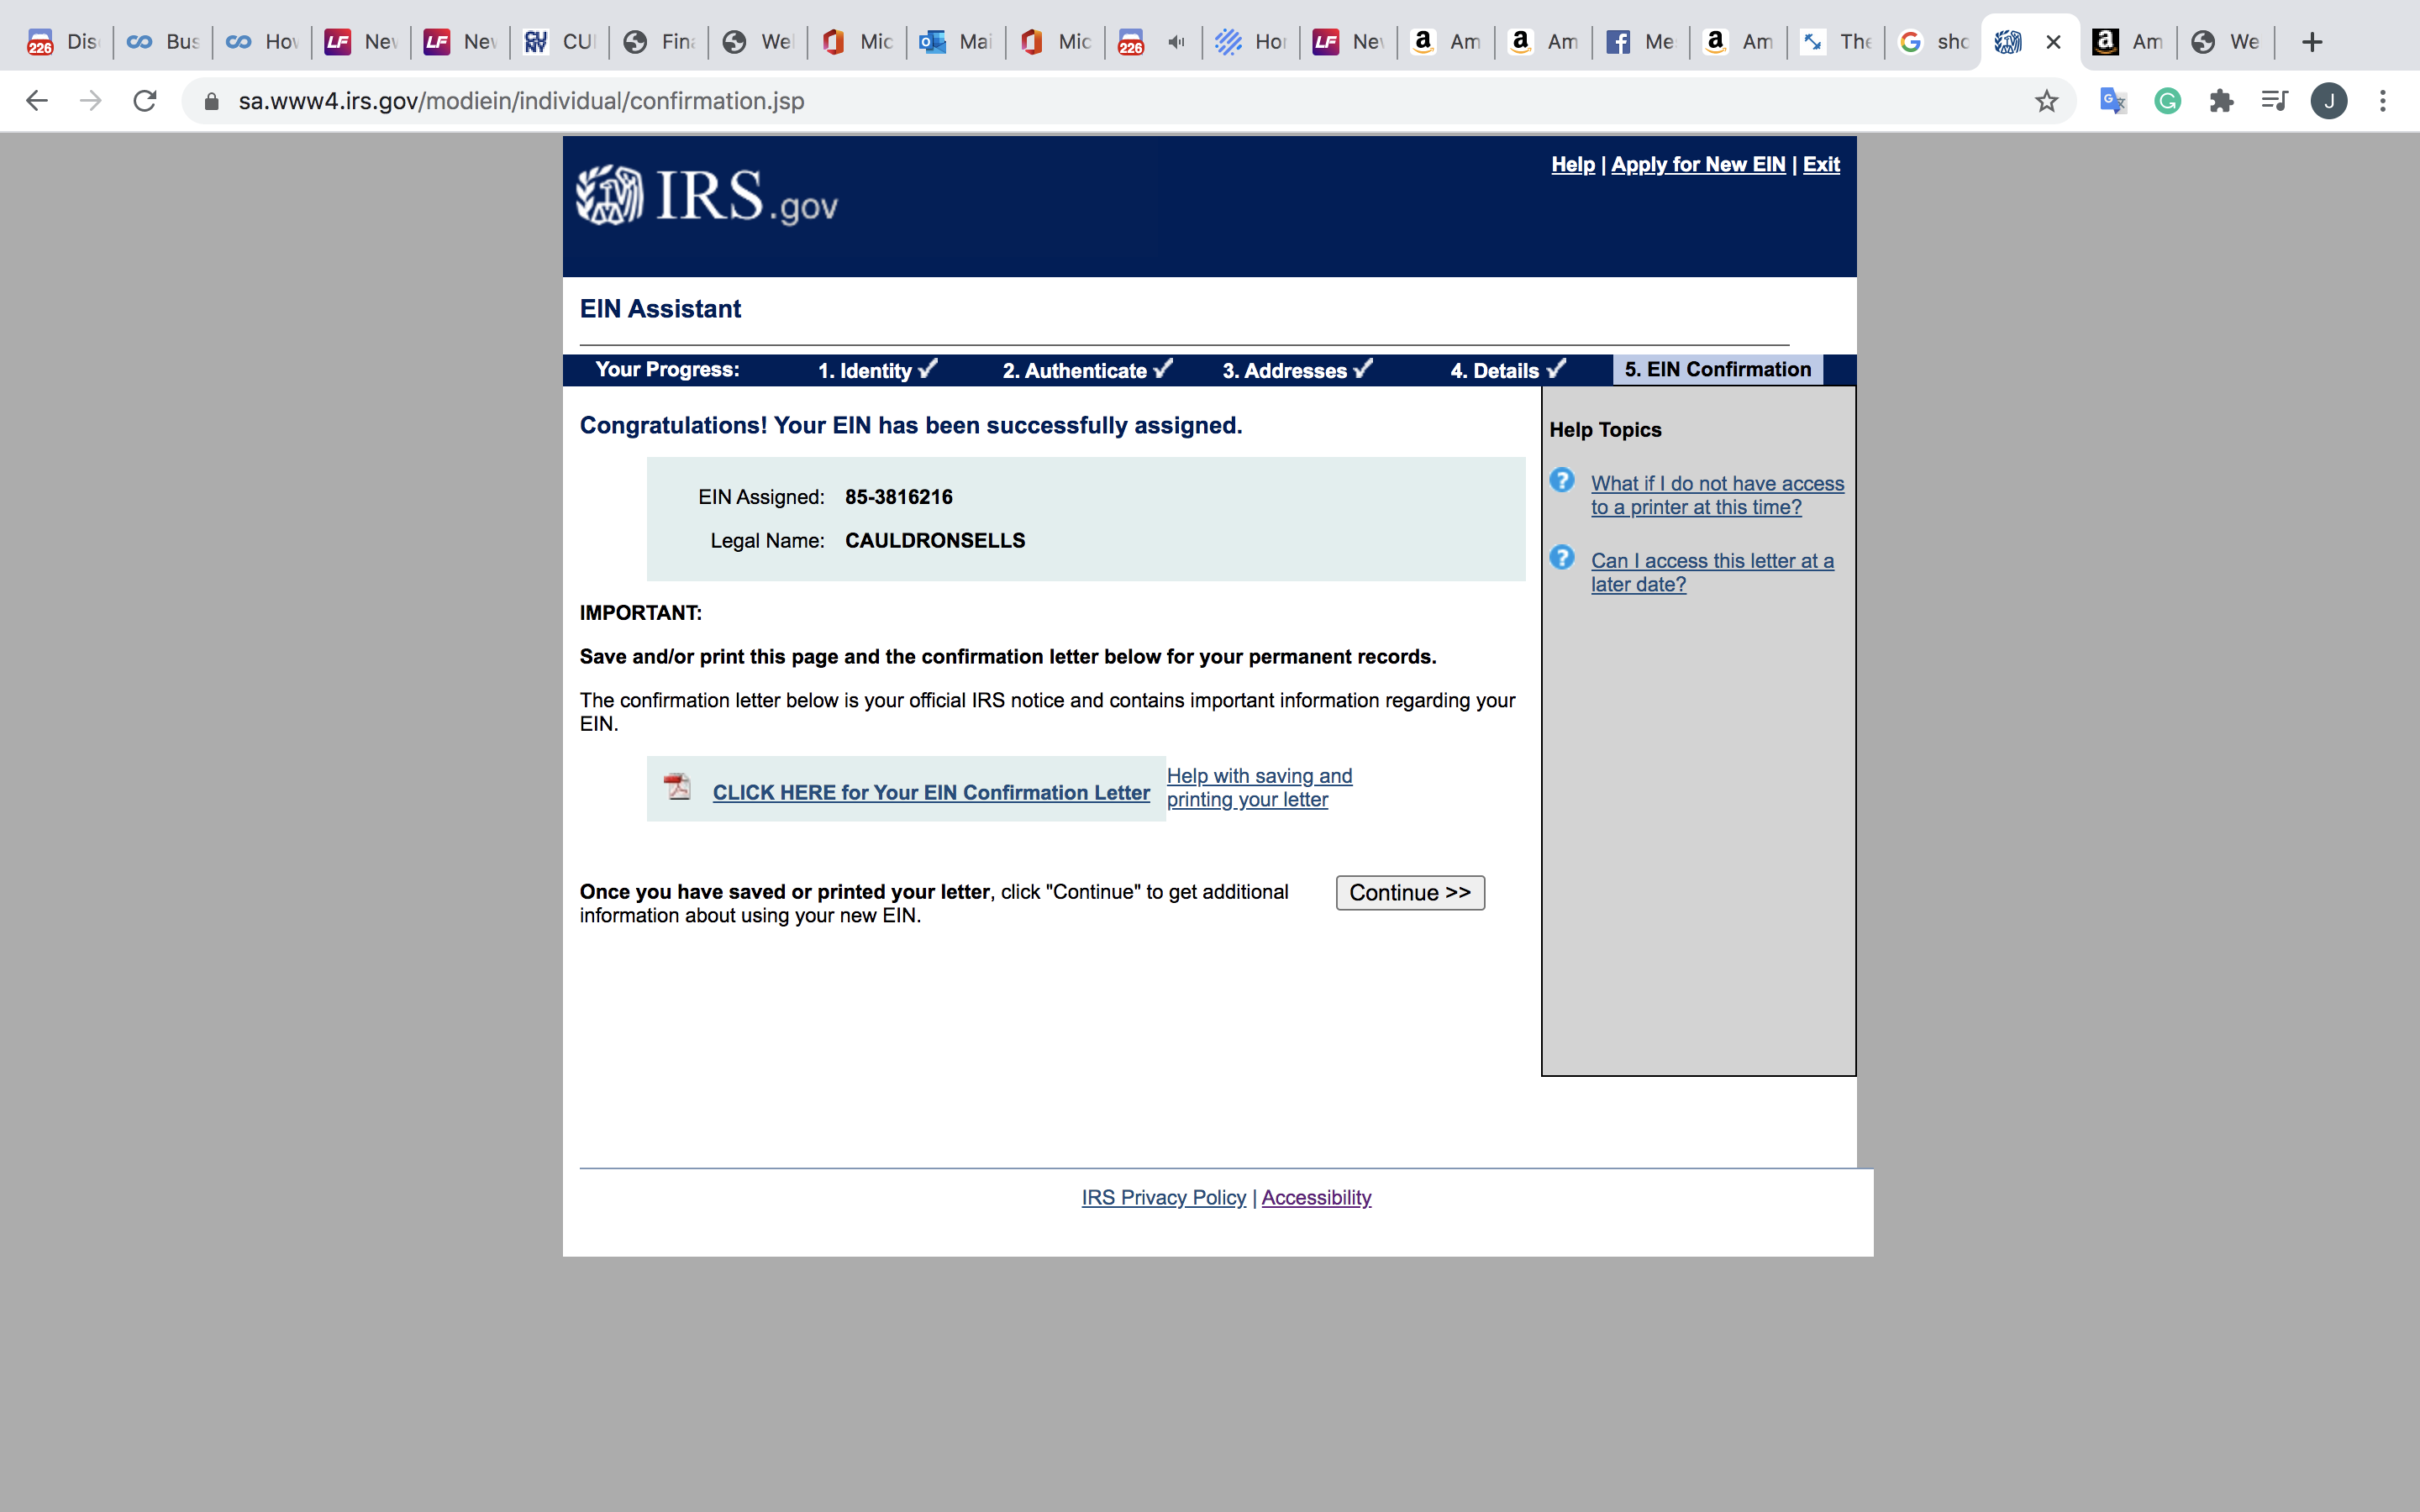 226 Dis Bus Hov Nev Nev CU Fina Wel Mic Mai Mic 226 Hor Nev Am Am Me Am The sho Am We
sa.www4.irs.gov/modiein/individual/confirmation.jsp
J
IRS.gov
Help | Apply for New EIN | Exit
EIN Assistant
Your Progress: 1. Identity 2. Authenticate 3. Addresses 4. Details 5. EIN Confirmation
Congratulations! Your EIN has been successfully assigned.
EIN Assigned: 85-3816216
Legal Name: CAULDRONSELLS
IMPORTANT:
Save and/or print this page and the confirmation letter below for your permanent records.
The confirmation letter below is your official IRS notice and contains important information regarding your
EIN.
CLICK HERE for Your EIN Confirmation Letter
Help with saving and
printing your letter
Once you have saved or printed your letter, click "Continue" to get additional
information about using your new EIN.
Continue >>
Help Topics
What if I do not have access
to a printer at this time?
Can I access this letter at a
later date?
IRS Privacy Policy | Accessibility